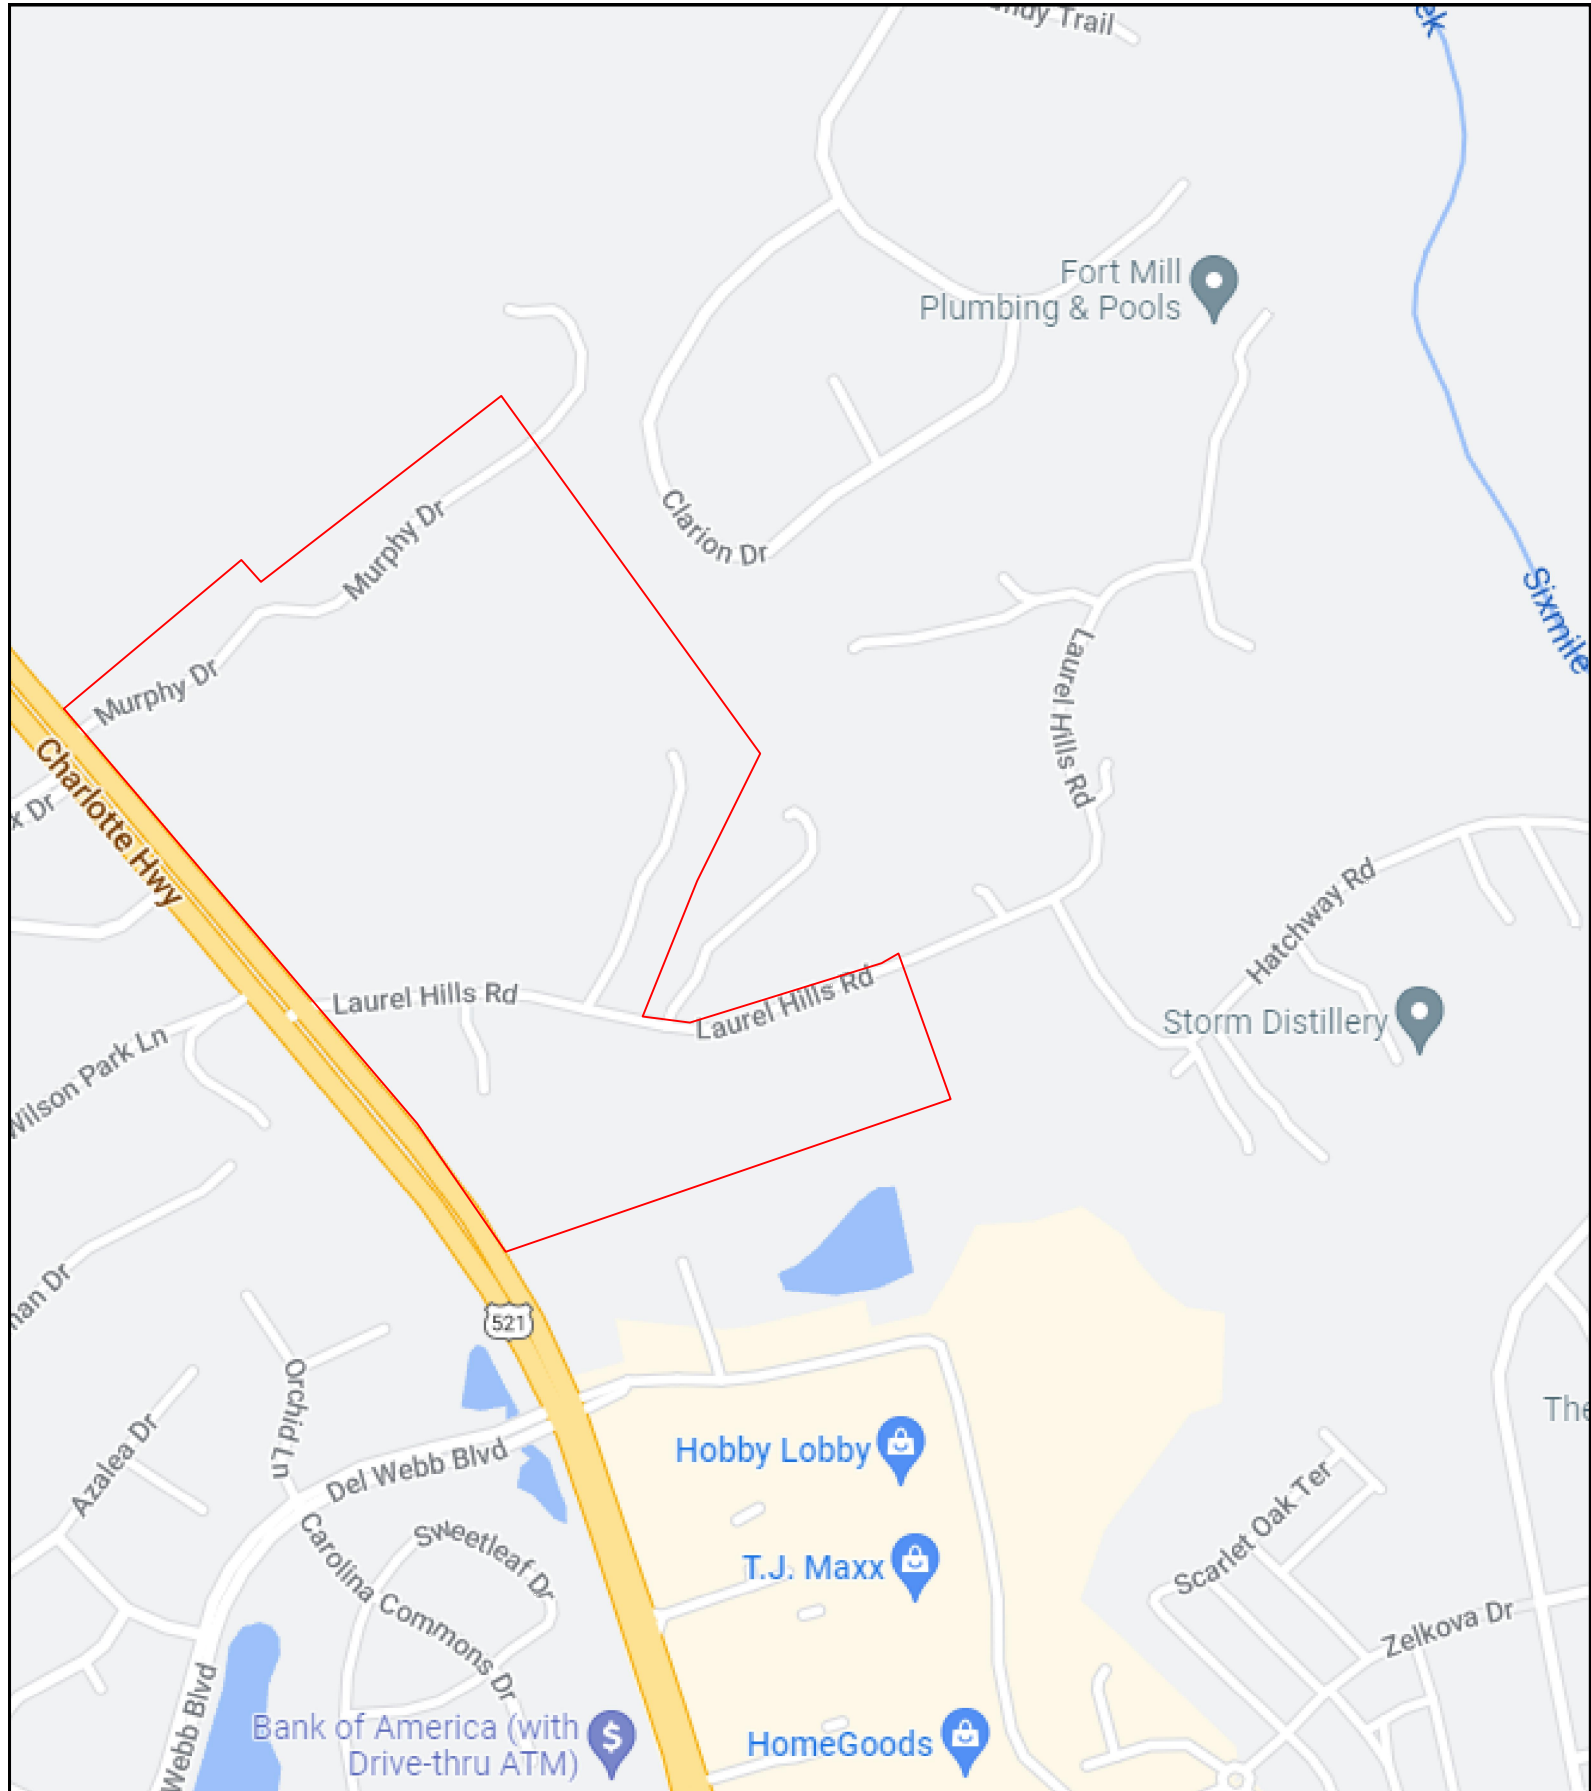 Trail
Fort Mill
Plumbing & Pools
Clarion Dr
Murphy Dr
Murphy Dr
Sixmile
Laurel Hills Rd
Charlotte Hwy
Dr
Hatchway Rd
Laurel Hills Rd
Laurel Hills Rd
Storm Distillery
Wilson Park Ln
Dr
521
Orchid Ln
Azalea Dr
Del Webb Blvd
Hobby Lobby
Sweetleaf Dr
Carolina Commons Dr
T.J. Maxx
Scarlet Oak Ter
Zelkova Dr
Webb Blvd
Bank of America (with
Drive-thru ATM)
HomeGoods